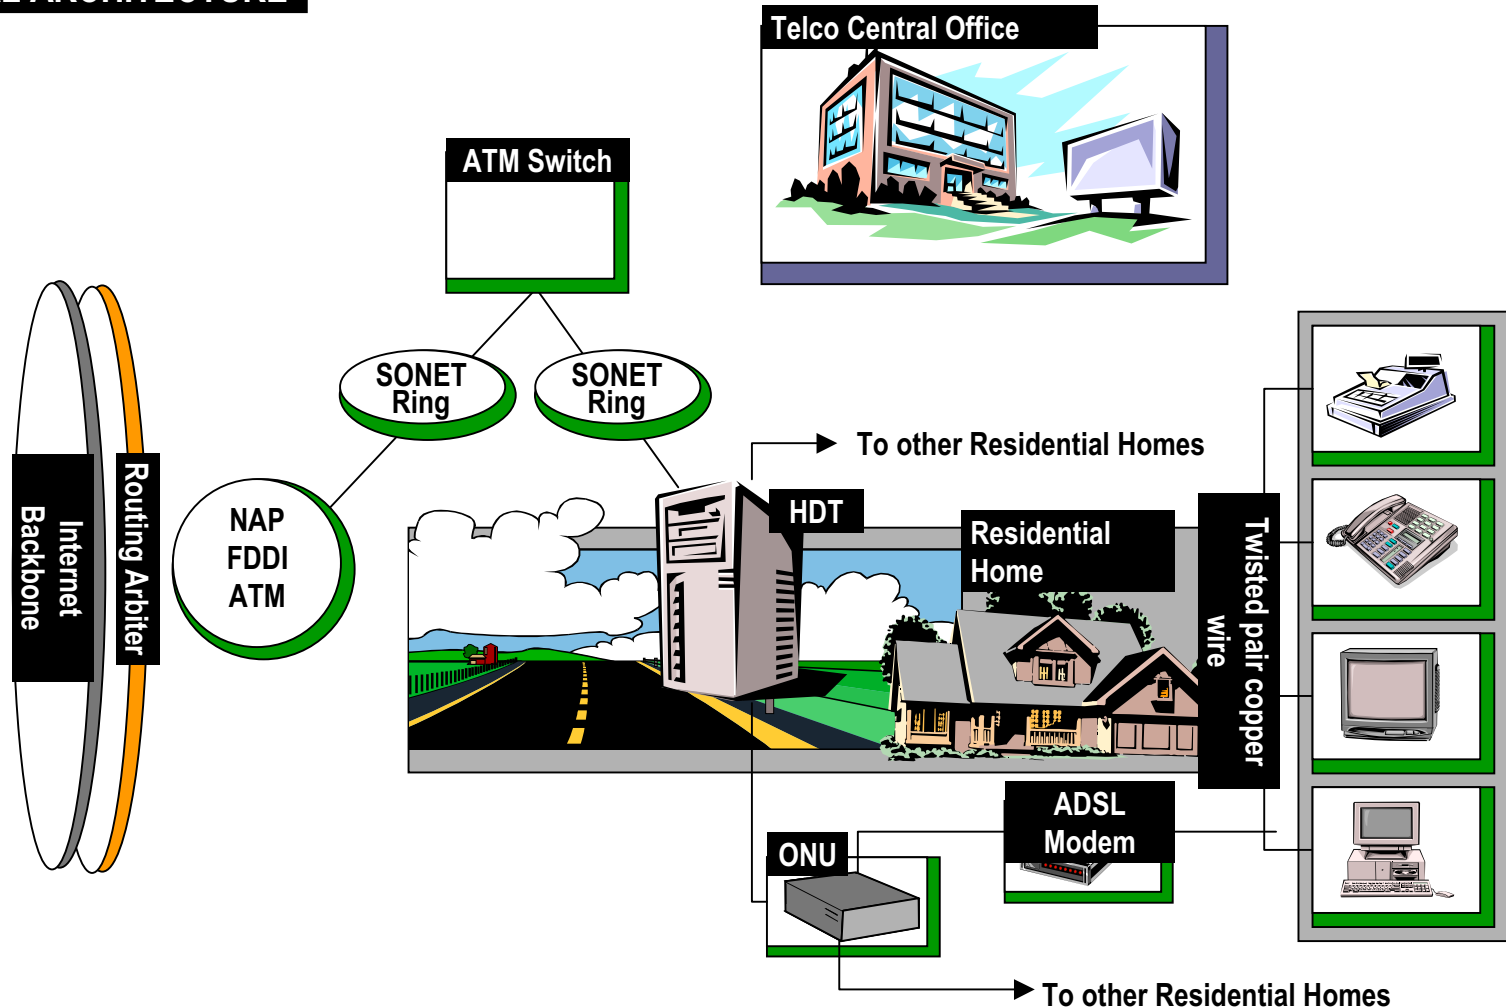 ARCHITECTURE
Telco Central Office
ATM Switch
SONET
Ring
SONET
Ring
To other Residential Homes
HDT
Residential
Home
Internet
Backbone
Routing Arbiter
NAP
FDDI
ATM
Twisted pair copper
wire
ADSL
Modem
ONU
To other Residential Homes